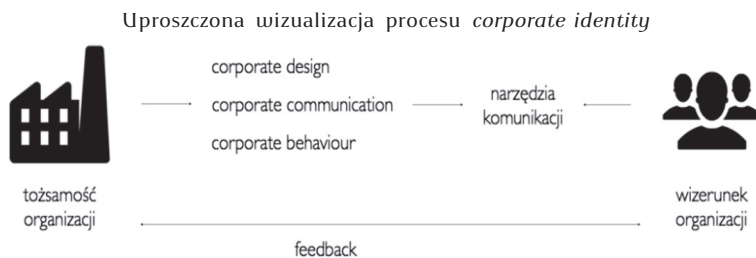 Uproszczona wizualizacja procesu corporate identity
corporate design
corporate communication
corporate behaviour
narzędzia
komunikacji
tożsamość
organizacji
wizerunek
organizacji
feedback